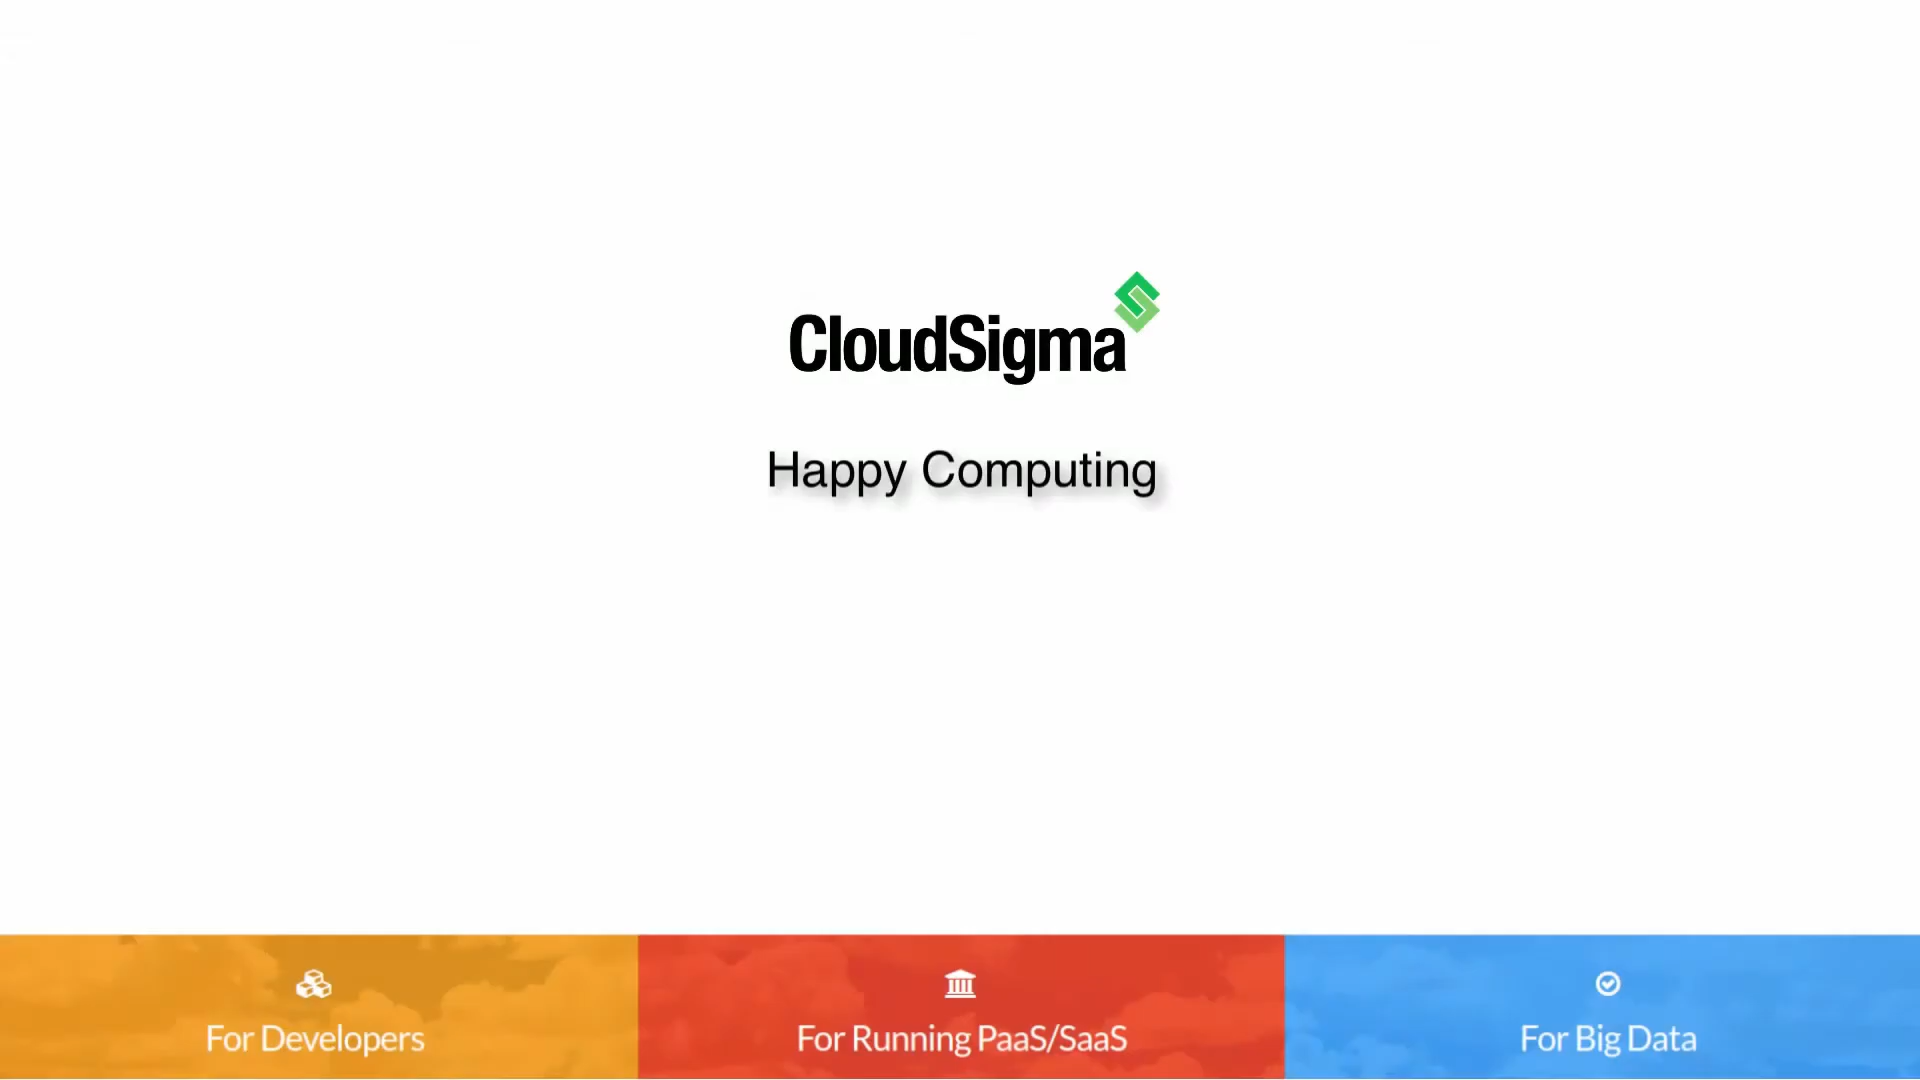 CloudSigma
Happy Computing
For Developers
For Running PaaS/SaaS
For Big Data